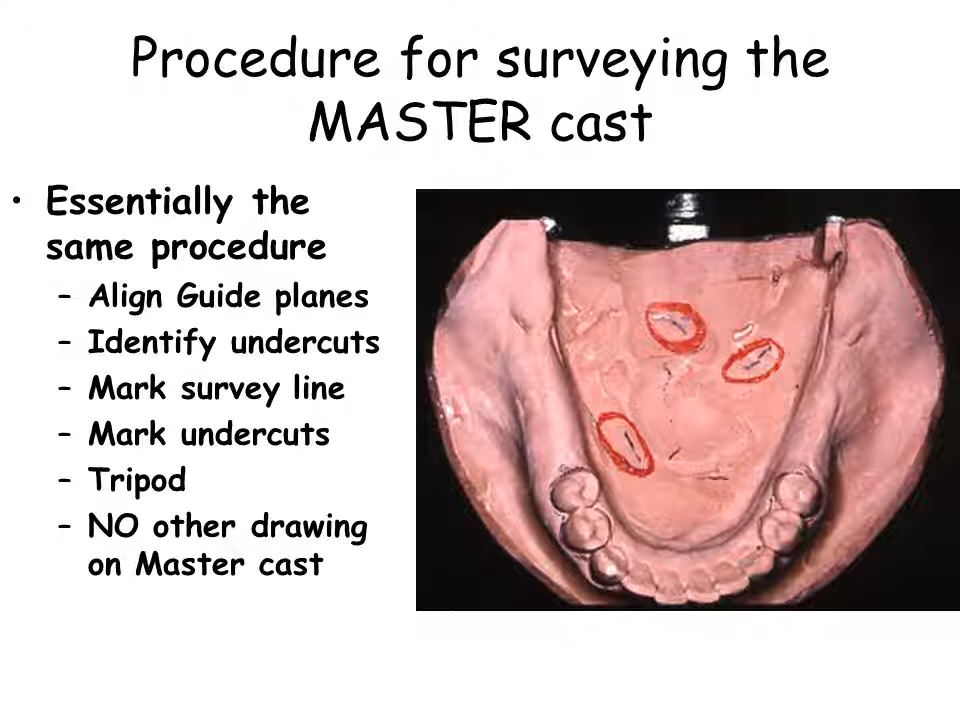 Procedure for surveying the
MASTER cast
• Essentially the
same procedure
– Align Guide planes
– Identify undercuts
– Mark survey line
– Mark undercuts
– Tripod
– NO other drawing
on Master cast